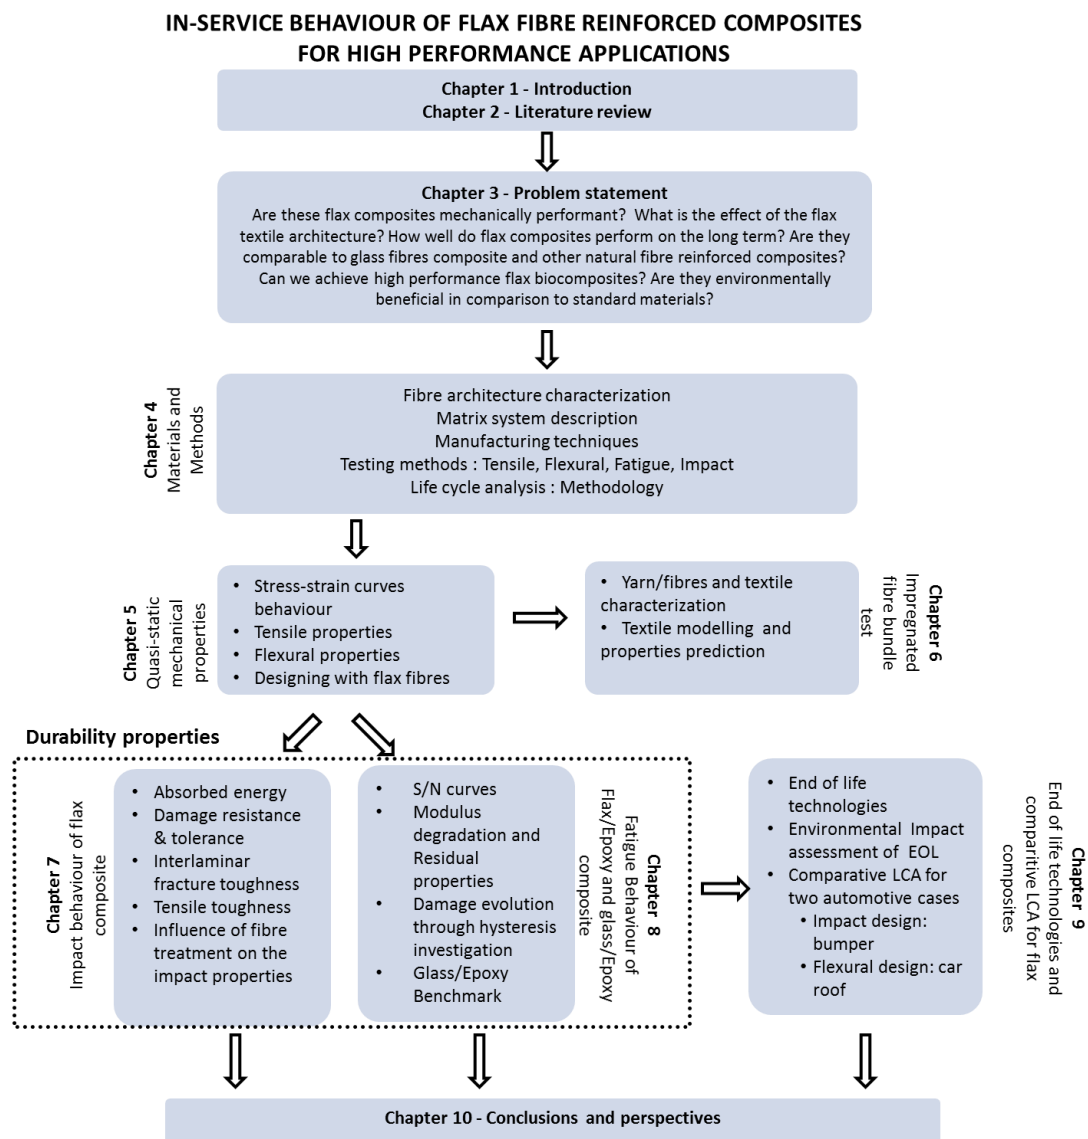 IN-SERVICE BEHAVIOUR OF FLAX FIBRE REINFORCED COMPOSITES
FOR HIGH PERFORMANCE APPLICATIONS
Chapter 1 - Introduction
Chapter 2 - Literature review
Chapter 3 - Problem statement
Are these flax composites mechanically performant? What is the effect of the flax
textile architecture? How well do flax composites perform on the long term? Are they
comparable to glass fibres composite and other natural fibre reinforced composites?
Can we achieve high performance flax biocomposites? Are they environmentally
beneficial in comparison to standard materials?
Chapter 4
Materials and
Methods
Fibre architecture characterization
Matrix system description
Manufacturing techniques
Testing methods : Tensile, Flexural, Fatigue, Impact
Life cycle analysis : Methodology
Chapter 5
Quasi-static
mechanical
properties
• Stress-strain curves
behaviour
• Tensile properties
• Flexural properties
• Designing with flax fibres
• Yarn/fibres and textile
characterization
• Textile modelling and
properties prediction
Chapter 6
Impregnated
fibre bundle
test
Durability properties
Chapter 7
Impact behaviour of flax
composite
• Absorbed energy
• Damage resistance
& tolerance
• Interlaminar
fracture toughness
• Tensile toughness
• Influence of fibre
treatment on the
impact properties
• S/N curves
• Modulus
degradation and
Residual
properties
• Damage evolution
through hysteresis
investigation
• Glass/Epoxy
Benchmark
Chapter 8
Fatigue Behaviour of
Flax/Epoxy and glass/Epoxy
composite
• End of life
technologies
• Environmental Impact
assessment of EOL
• Comparative LCA for
two automotive cases
• Impact design:
bumper
• Flexural design: car
roof
Chapter 9
End of life technologies and
comparitive LCA for flax
composites
Chapter 10 - Conclusions and perspectives